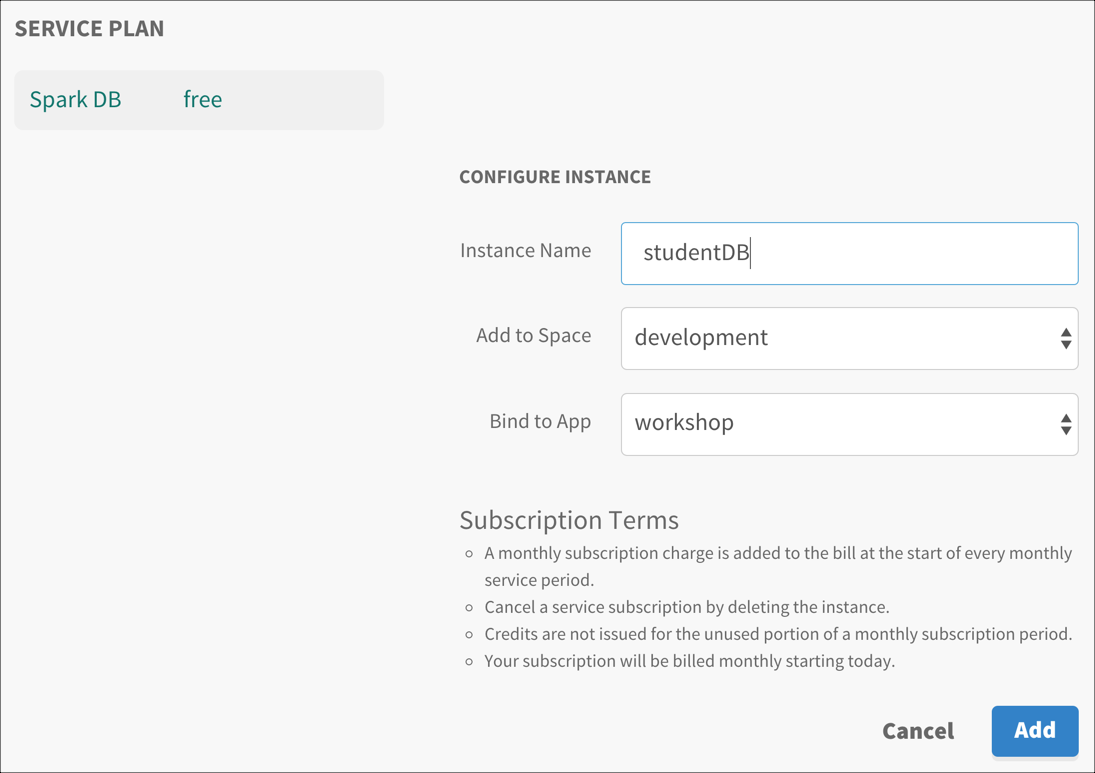 SERVICE PLAN
Spark DB free
CONFIGURE INSTANCE
Instance Name studentDB
Add to Space development
Bind to App workshop
Subscription Terms
A monthly subscription charge is added to the bill at the start of every monthly
service period.
Cancel a service subscription by deleting the instance.
Credits are not issued for the unused portion of a monthly subscription period.
Your subscription will be billed monthly starting today.
Cancel Add